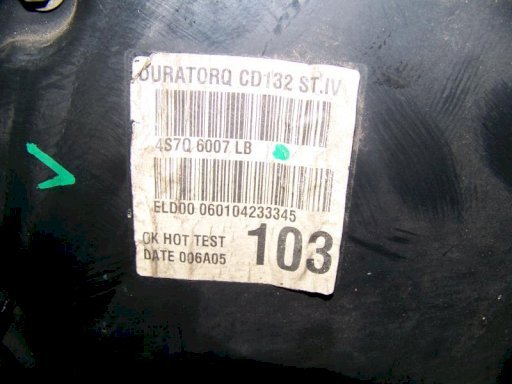 DURATORQ CD132 ST.IV
4S7Q 6007 LB
ELD00 060104233345
OK HOT TEST
DATE 006A05
103